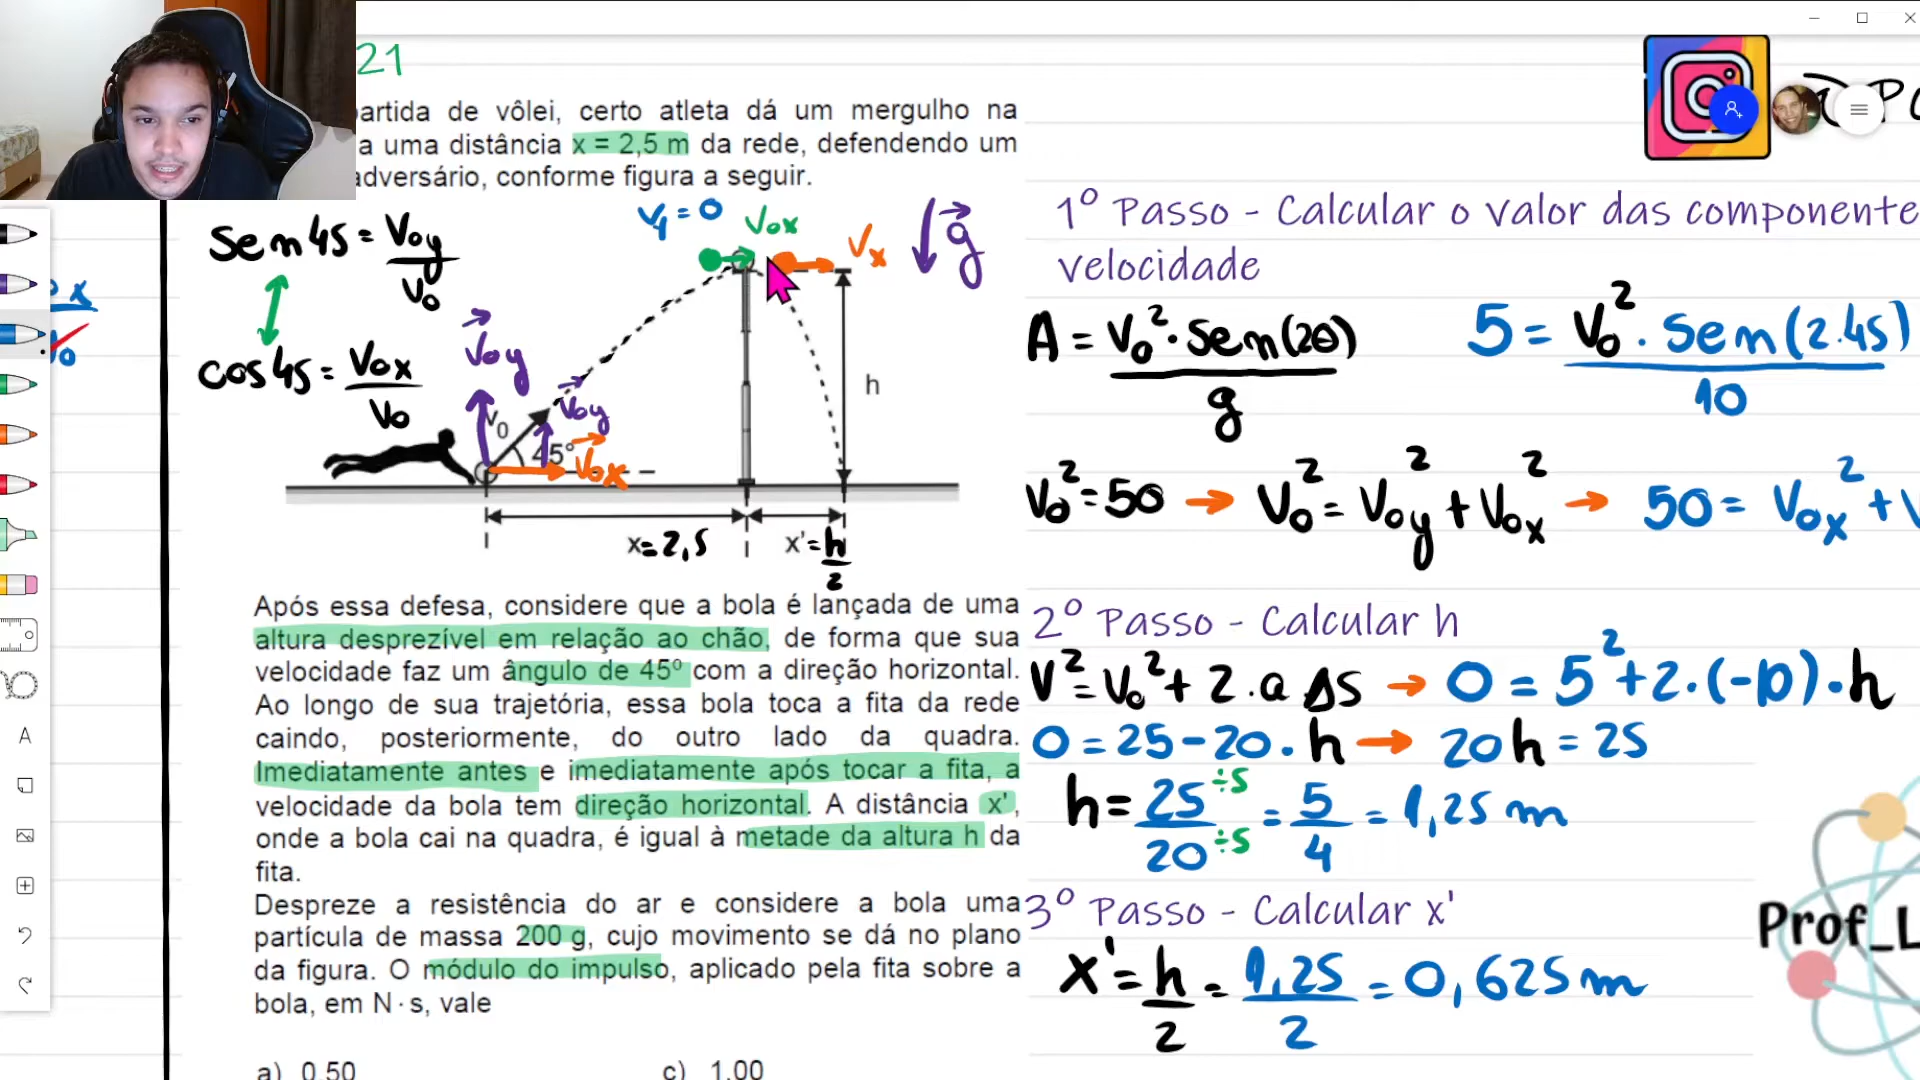 21
partida de vôlei, certo atleta dá um mergulho na
a uma distância x = 2,5 m da rede, defendendo um
adversário, conforme figura a seguir.
Sen 45 = Voy / Vo
cos 45 = Vox / Vo
Vy = 0
Vox
Vx
g
h
Voy
Voy
V0
45°
Vox
x = 2,5
x' = h/2
Após essa defesa, considere que a bola é lançada de uma
altura desprezível em relação ao chão, de forma que sua
velocidade faz um ângulo de 45º com a direção horizontal.
Ao longo de sua trajetória, essa bola toca a fita da rede
caindo, posteriormente, do outro lado da quadra.
Imediatamente antes e imediatamente após tocar a fita, a
velocidade da bola tem direção horizontal. A distância x',
onde a bola cai na quadra, é igual à metade da altura h da
fita.
Despreze a resistência do ar e considere a bola uma
partícula de massa 200 g, cujo movimento se dá no plano
da figura. O módulo do impulso, aplicado pela fita sobre a
bola, em N · s, vale
a) 0,50
c) 1,00
1º Passo - Calcular o valor das componente
velocidade
A = Vo² · Sen(2θ) / g
5 = Vo² · Sen(2.45) / 10
Vo² = 50 → Vo² = Voy² + Vox² → 50 = Vox² + V
2º Passo - Calcular h
V² = Vo² + 2 . a ΔS → 0 = 5² + 2 . (-10) . h
0 = 25 - 20 . h → 20h = 25
h = 25 ÷5 / 20 ÷5 = 5/4 = 1,25 m
3º Passo - Calcular x'
x' = h/2 = 1,25/2 = 0,625 m
Prof_L
A